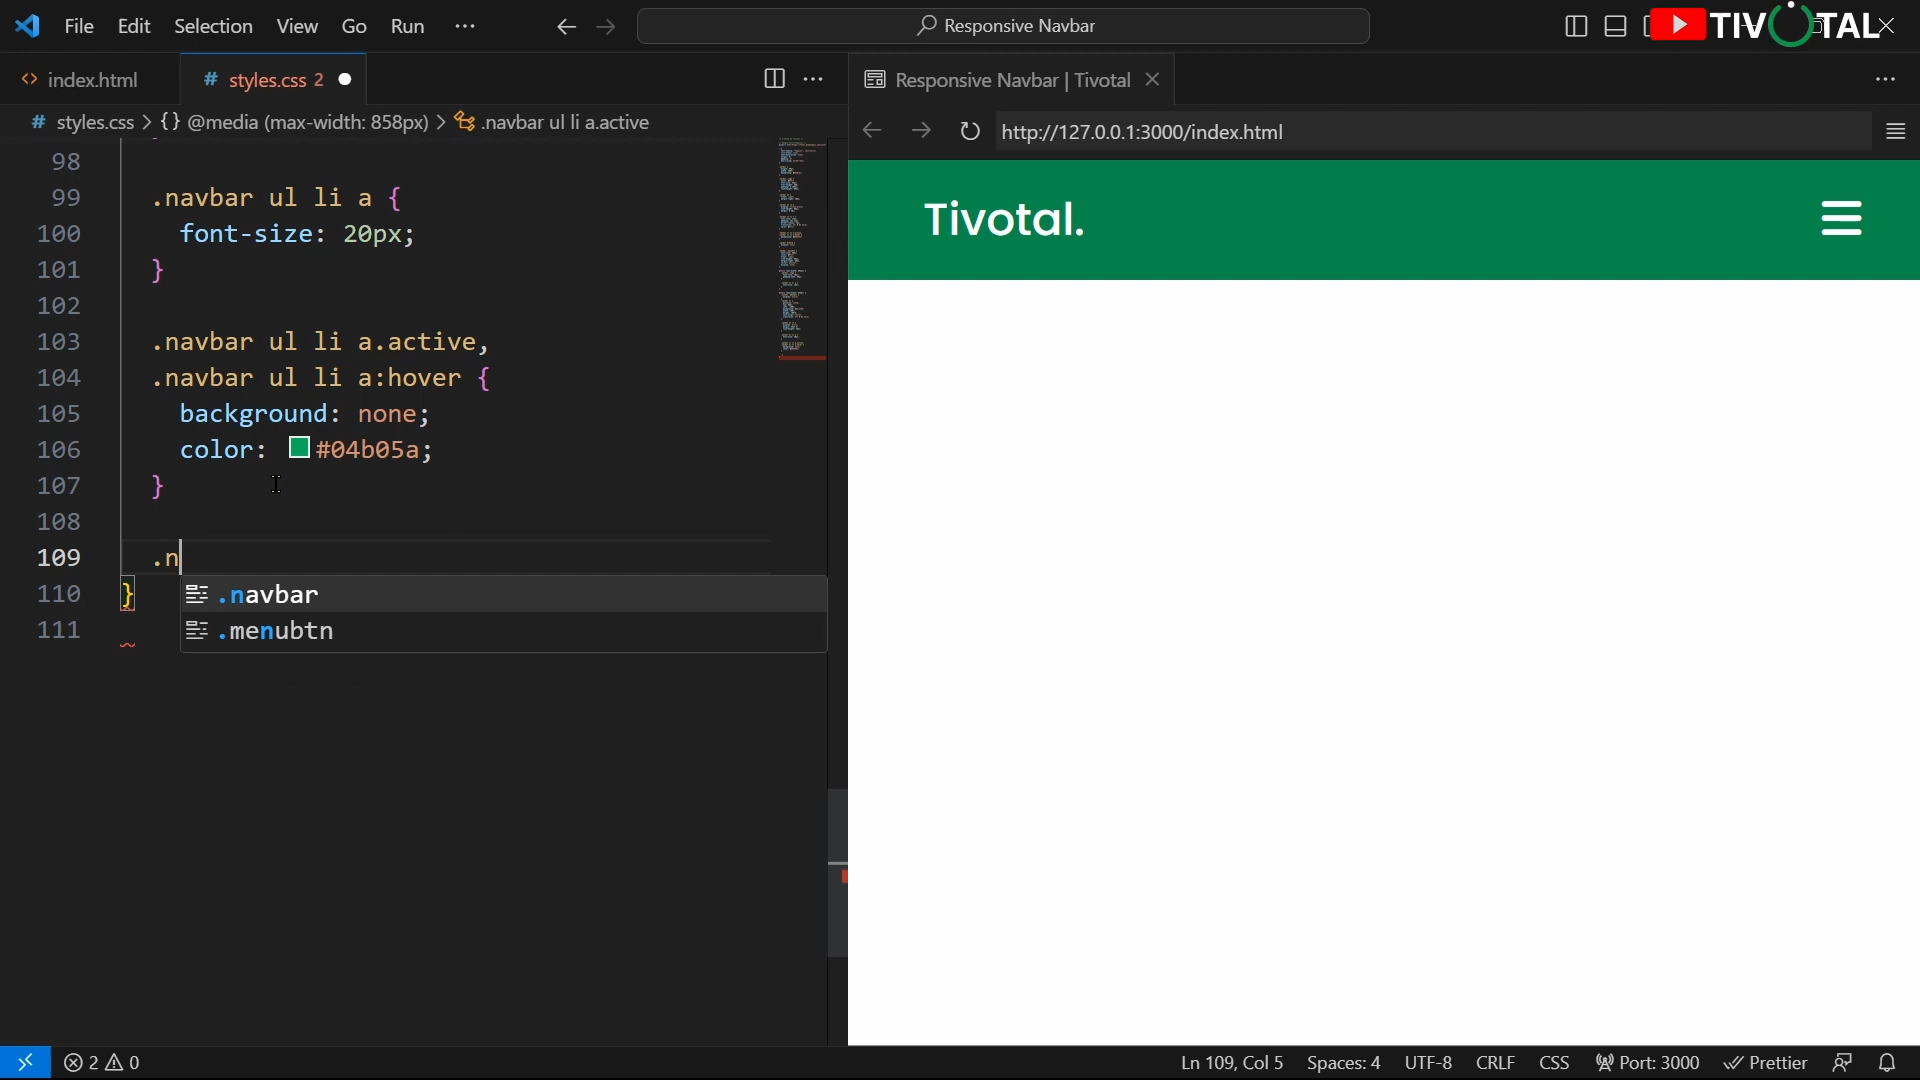 File Edit Selection View Go Run ···
Responsive Navbar
TIVOTAL
index.html
# styles.css 2
Responsive Navbar | Tivotal
# styles.css > {} @media (max-width: 858px) > .navbar ul li a.active
http://127.0.0.1:3000/index.html
98
99 .navbar ul li a {
100 font-size: 20px;
101 }
102
103 .navbar ul li a.active,
104 .navbar ul li a:hover {
105 background: none;
106 color: #04b05a;
107 }
108
109 .n
110 }
111
.navbar
.menubtn
Tivotal.
2 0
Ln 109, Col 5 Spaces: 4 UTF-8 CRLF CSS Port: 3000 Prettier